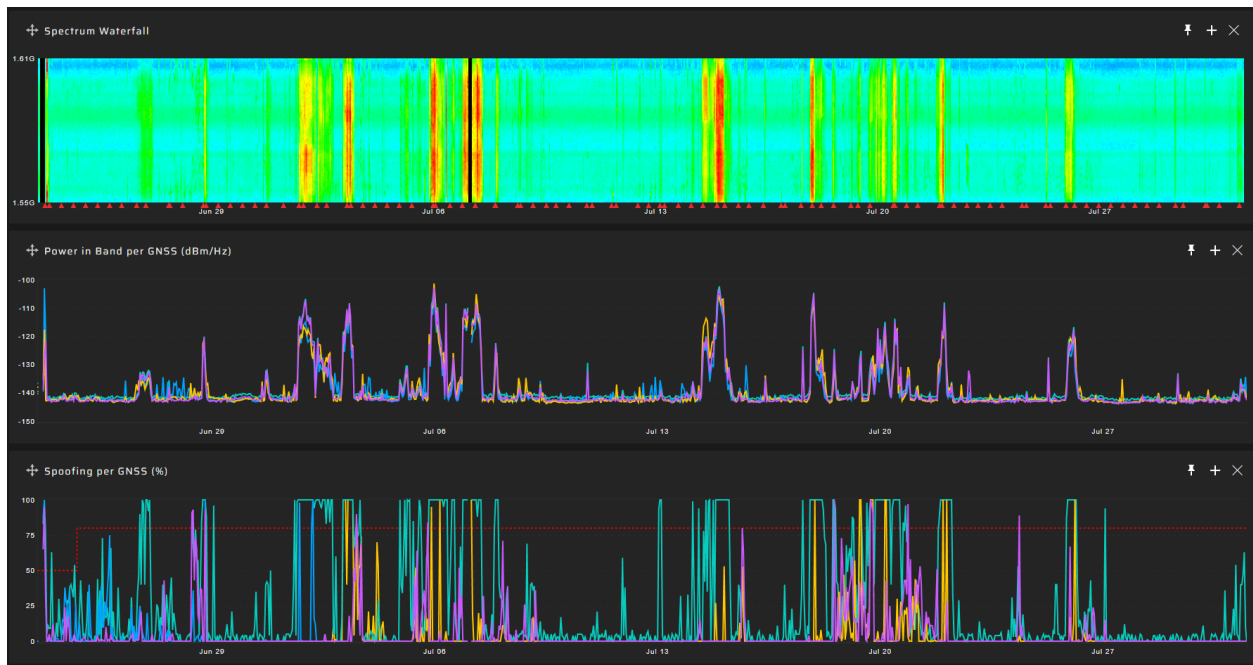 Spectrum Waterfall
1.61G
1.55G
Jun 29 Jul 06 Jul 13 Jul 20 Jul 27
Power in Band per GNSS (dBm/Hz)
-100
-110
-120
-130
-140
-150
Jun 29 Jul 06 Jul 13 Jul 20 Jul 27
Spoofing per GNSS (%)
100
75
50
25
0
Jun 29 Jul 06 Jul 13 Jul 20 Jul 27